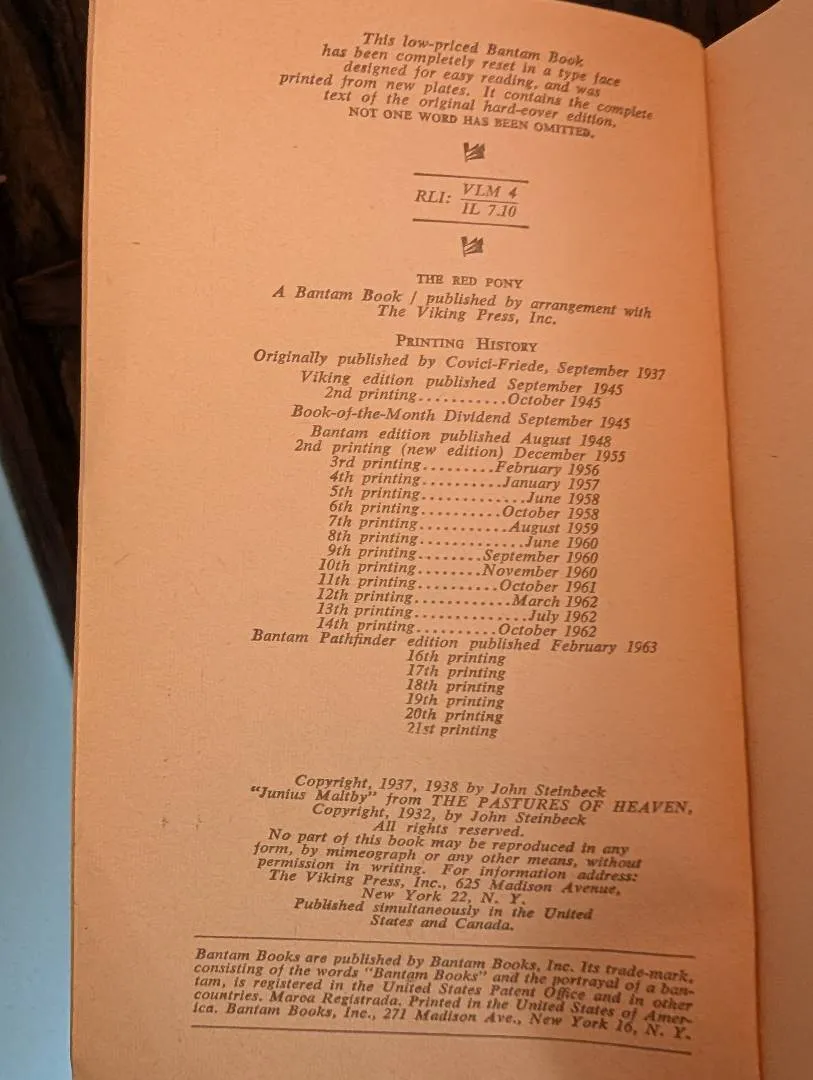 This low-priced Bantam Book
has been completely reset in a type face
designed for easy reading, and was
printed from new plates. It contains the complete
text of the original hard-cover edition.
NOT ONE WORD HAS BEEN OMITTED.
RLI: VLM 4
IL 7.10
THE RED PONY
A Bantam Book / published by arrangement with
The Viking Press, Inc.
PRINTING HISTORY
Originally published by Covici-Friede, September 1937
Viking edition published September 1945
2nd printing...........October 1945
Book-of-the-Month Dividend September 1945
Bantam edition published August 1948
2nd printing (new edition) December 1955
3rd printing.........February 1956
4th printing..........January 1957
5th printing.............June 1958
6th printing..........October 1958
7th printing...........August 1959
8th printing.............June 1960
9th printing........September 1960
10th printing........November 1960
11th printing..........October 1961
12th printing............March 1962
13th printing..............July 1962
14th printing..........October 1962
Bantam Pathfinder edition published February 1963
16th printing
17th printing
18th printing
19th printing
20th printing
21st printing
Copyright, 1937, 1938 by John Steinbeck
"Junius Maltby" from THE PASTURES OF HEAVEN,
Copyright, 1932, by John Steinbeck
All rights reserved.
No part of this book may be reproduced in any
form, by mimeograph or any other means, without
permission in writing. For information address:
The Viking Press, Inc., 625 Madison Avenue,
New York 22, N. Y.
Published simultaneously in the United
States and Canada.
Bantam Books are published by Bantam Books, Inc. Its trade-mark,
consisting of the words "Bantam Books" and the portrayal of a ban-
tam, is registered in the United States Patent Office and in other
countries. Marca Registrada. Printed in the United States of Amer-
ica. Bantam Books, Inc., 271 Madison Ave., New York 16, N. Y.